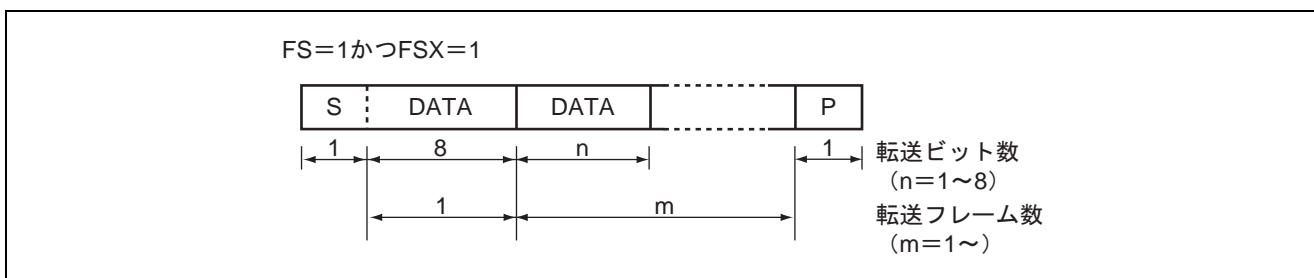 FS=1かつFSX=1
S DATA DATA P
1 8 n 1 転送ビット数
(n=1~8)
1 m 転送フレーム数
(m=1~)